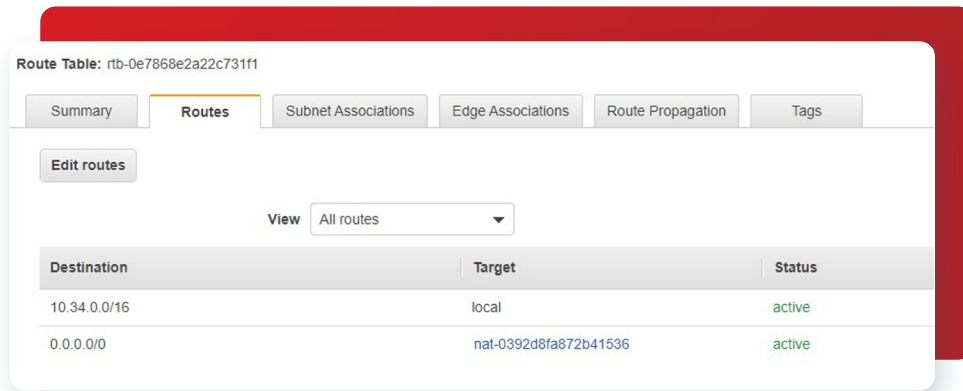 Route Table: rtb-0e7868e2a22c731f1
Summary Routes Subnet Associations Edge Associations Route Propagation Tags
Edit routes
View All routes
Destination Target Status
10.34.0.0/16 local active
0.0.0.0/0 nat-0392d8fa872b41536 active